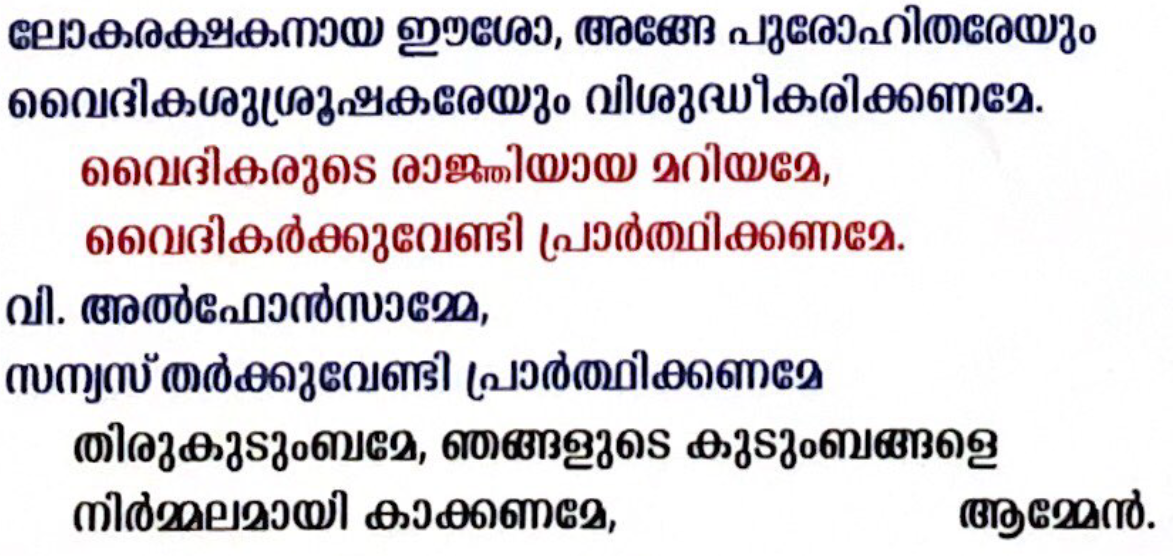 ലോകരക്ഷകനായ ഈശോ, അങ്ങേ പുരോഹിതരേയും
വൈദികശുശ്രൂഷകരേയും വിശുദ്ധീകരിക്കണമേ.
വൈദികരുടെ രാജ്ഞിയായ മറിയമേ,
വൈദികർക്കുവേണ്ടി പ്രാർത്ഥിക്കണമേ.
വി. അൽഫോൻസാമ്മേ,
സന്യസ്തർക്കുവേണ്ടി പ്രാർത്ഥിക്കണമേ
തിരുകുടുംബമേ, ഞങ്ങളുടെ കുടുംബങ്ങളെ
നിർമ്മലമായി കാക്കണമേ, ആമ്മേൻ.